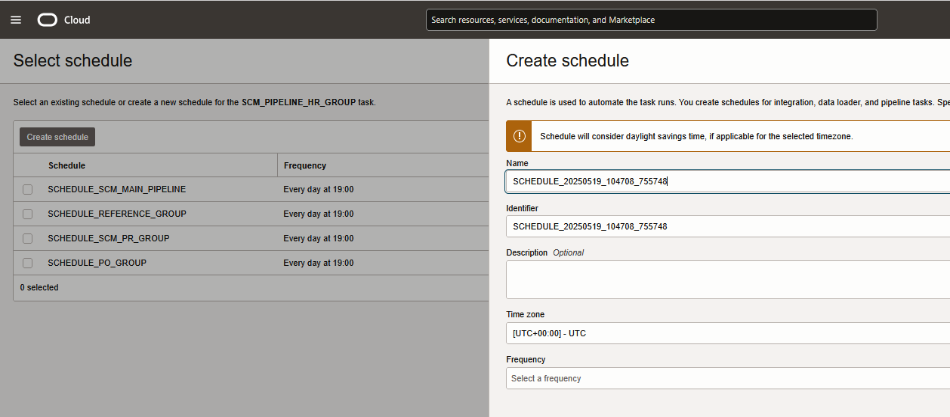 Cloud
Search resources, services, documentation, and Marketplace
Select schedule
Select an existing schedule or create a new schedule for the SCM_PIPELINE_HR_GROUP task.
Create schedule
Schedule Frequency
SCHEDULE_SCM_MAIN_PIPELINE Every day at 19:00
SCHEDULE_REFERENCE_GROUP Every day at 19:00
SCHEDULE_SCM_PR_GROUP Every day at 19:00
SCHEDULE_PO_GROUP Every day at 19:00
0 selected
Create schedule
A schedule is used to automate the task runs. You create schedules for integration, data loader, and pipeline tasks. Spe
Schedule will consider daylight savings time, if applicable for the selected timezone.
Name
SCHEDULE_20250519_104708_755748
Identifier
SCHEDULE_20250519_104708_755748
Description Optional
Time zone
[UTC+00:00] - UTC
Frequency
Select a frequency